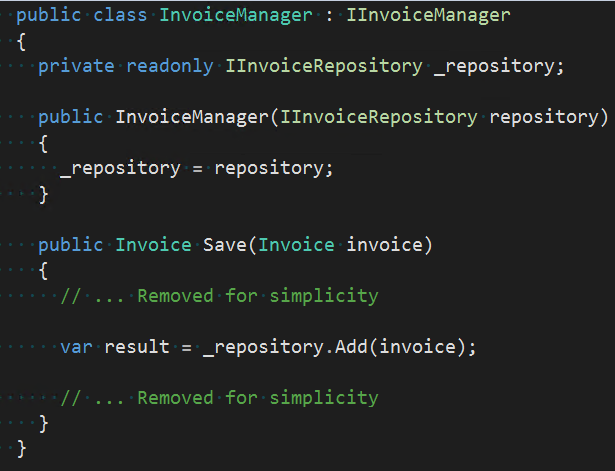 public class InvoiceManager : IInvoiceManager
{
private readonly IInvoiceRepository _repository;
public InvoiceManager(IInvoiceRepository repository)
{
_repository = repository;
}
public Invoice Save(Invoice invoice)
{
// ... Removed for simplicity
var result = _repository.Add(invoice);
// ... Removed for simplicity
}
}